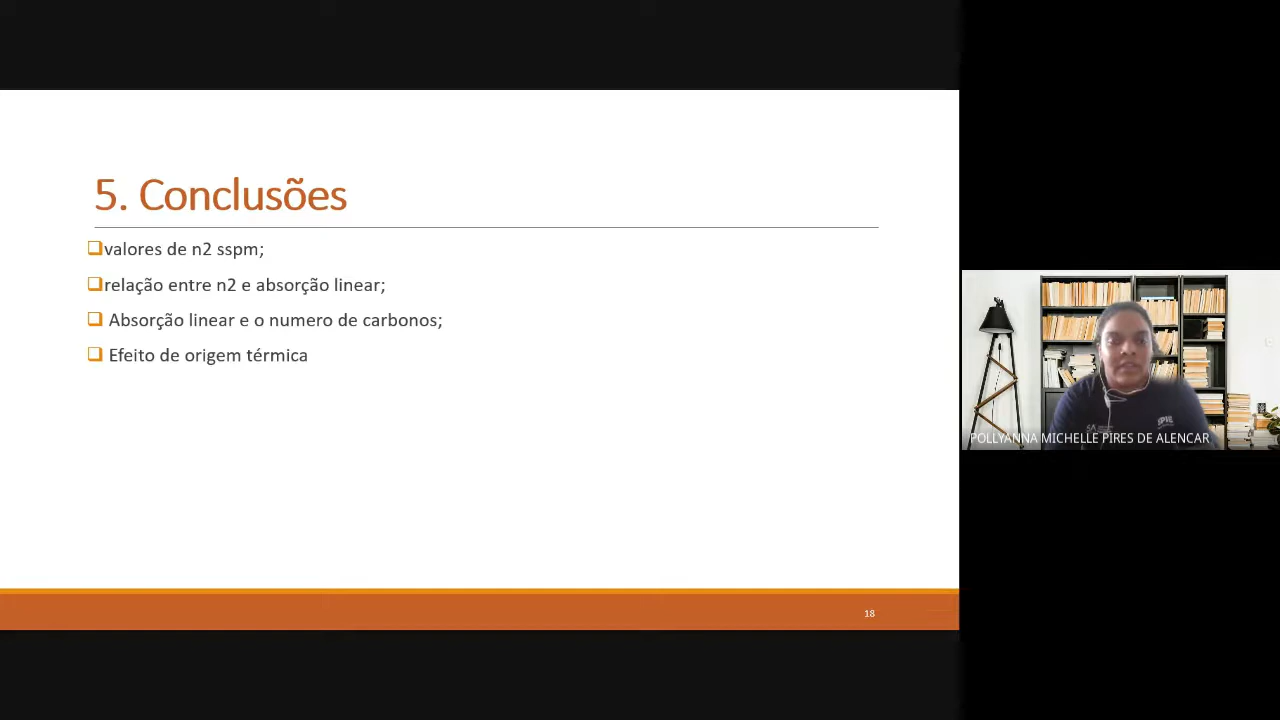 5. Conclusões
valores de n2 sspm;
relação entre n2 e absorção linear;
Absorção linear e o numero de carbonos;
Efeito de origem térmica
18
POLLYANNA MICHELLE PIRES DE ALENCAR